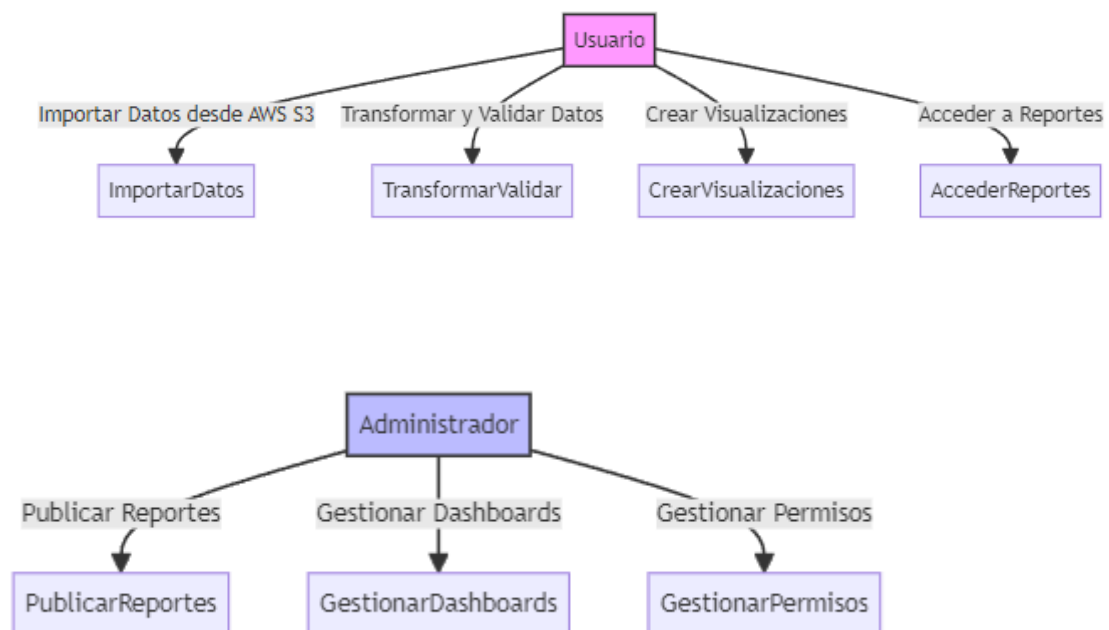 Usuario
Importar Datos desde AWS S3
Transformar y Validar Datos
Crear Visualizaciones
Acceder a Reportes
ImportarDatos
TransformarValidar
CrearVisualizaciones
AccederReportes
Administrador
Publicar Reportes
Gestionar Dashboards
Gestionar Permisos
PublicarReportes
GestionarDashboards
GestionarPermisos